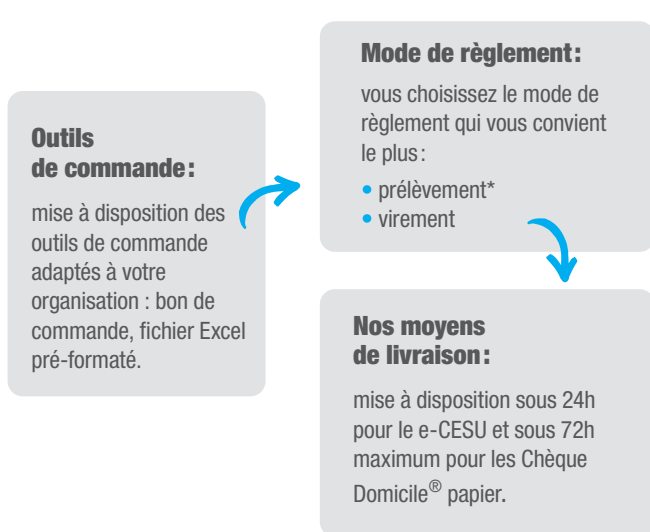 Outils
de commande :
mise à disposition des
outils de commande
adaptés à votre
organisation : bon de
commande, fichier Excel
pré-formaté.
Mode de règlement :
vous choisissez le mode de
règlement qui vous convient
le plus :
• prélèvement*
• virement
Nos moyens
de livraison :
mise à disposition sous 24h
pour le e-CESU et sous 72h
maximum pour les Chèque
Domicile® papier.